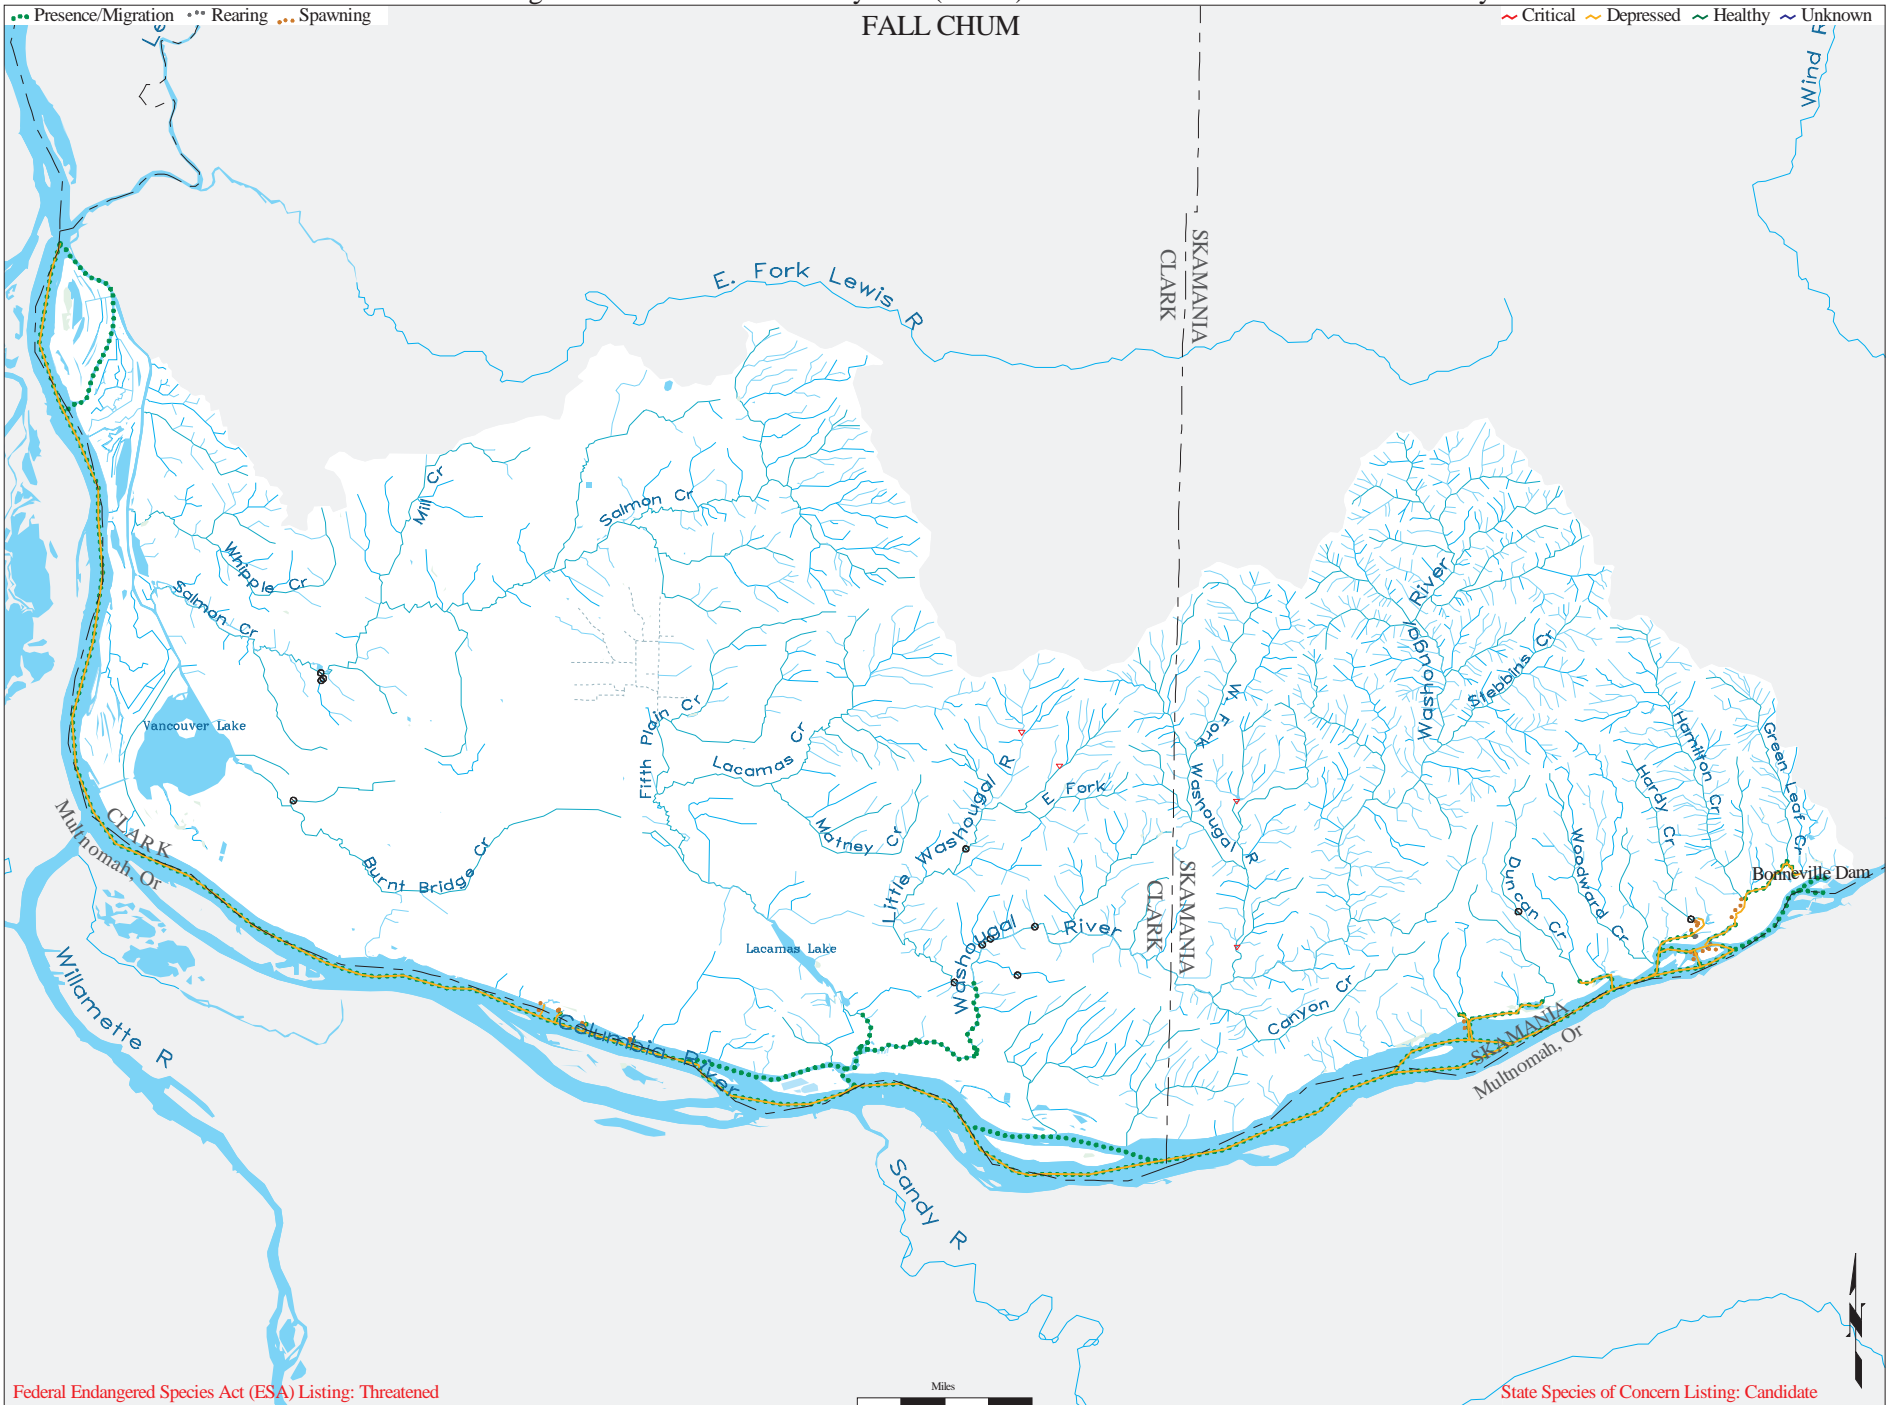 Presence/Migration Rearing Spawning
FALL CHUM
Critical Depressed Healthy Unknown
Wind R
E. Fork Lewis R
SKAMANIA
CLARK
Mill Cr
Salmon Cr
Whipple Cr
Salmon Cr
Washougal River
Stebbins Cr
Vancouver Lake
Fifth Plain Cr
Lacamas Cr
W Fork Washougal R
Little Washougal R
E Fork
Hamilton Cr
Hardy Cr
Green Leaf Cr
CLARK
Multnomah, Or
Burnt Bridge Cr
Matney Cr
Duncan Cr
Woodward Cr
Bonneville Dam
SKAMANIA
CLARK
Washougal River
Lacamas Lake
Willamette R
Canyon Cr
Columbia River
SKAMANIA
Multnomah, Or
Sandy R
N
Miles
Federal Endangered Species Act (ESA) Listing: Threatened
State Species of Concern Listing: Candidate